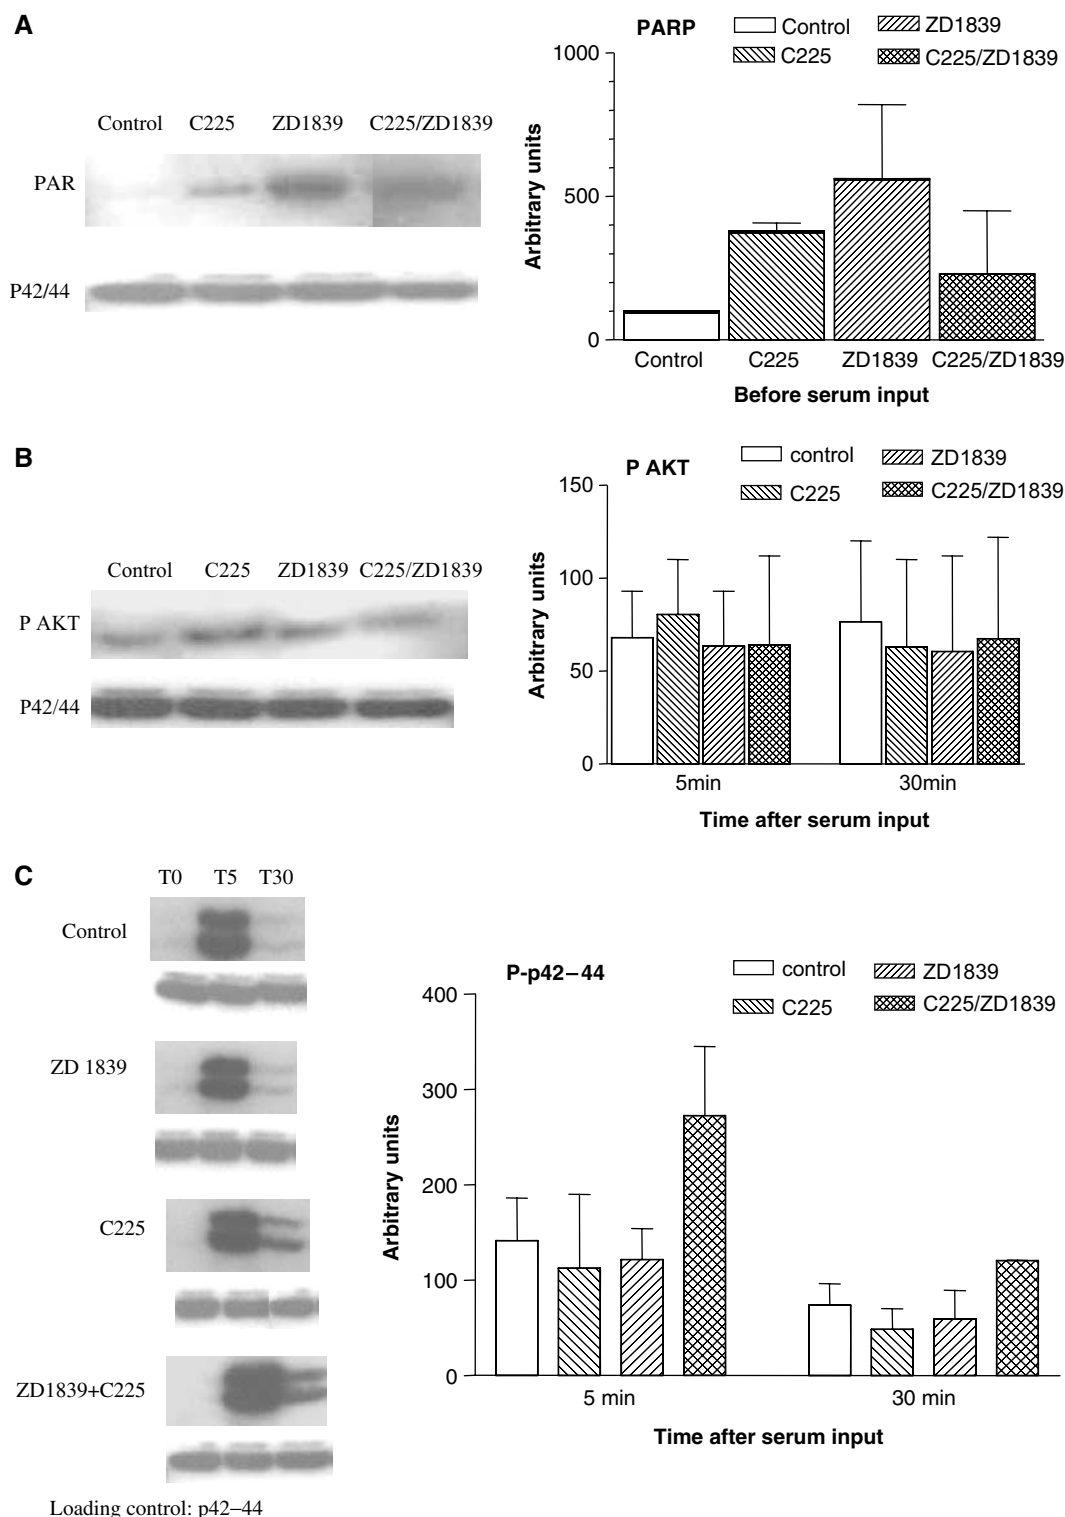 A
Control C225 ZD1839 C225/ZD1839
PAR
P42/44
PARP
Control
ZD1839
C225
C225/ZD1839
1000
500
0
Arbitrary units
Control C225 ZD1839 C225/ZD1839
Before serum input
B
Control C225 ZD1839 C225/ZD1839
P AKT
P42/44
P AKT
control
ZD1839
C225
C225/ZD1839
150
100
50
0
Arbitrary units
5min 30min
Time after serum input
C
T0 T5 T30
Control
ZD 1839
C225
ZD1839+C225
Loading control: p42–44
P-p42–44
control
ZD1839
C225
C225/ZD1839
400
300
200
100
0
Arbitrary units
5 min 30 min
Time after serum input